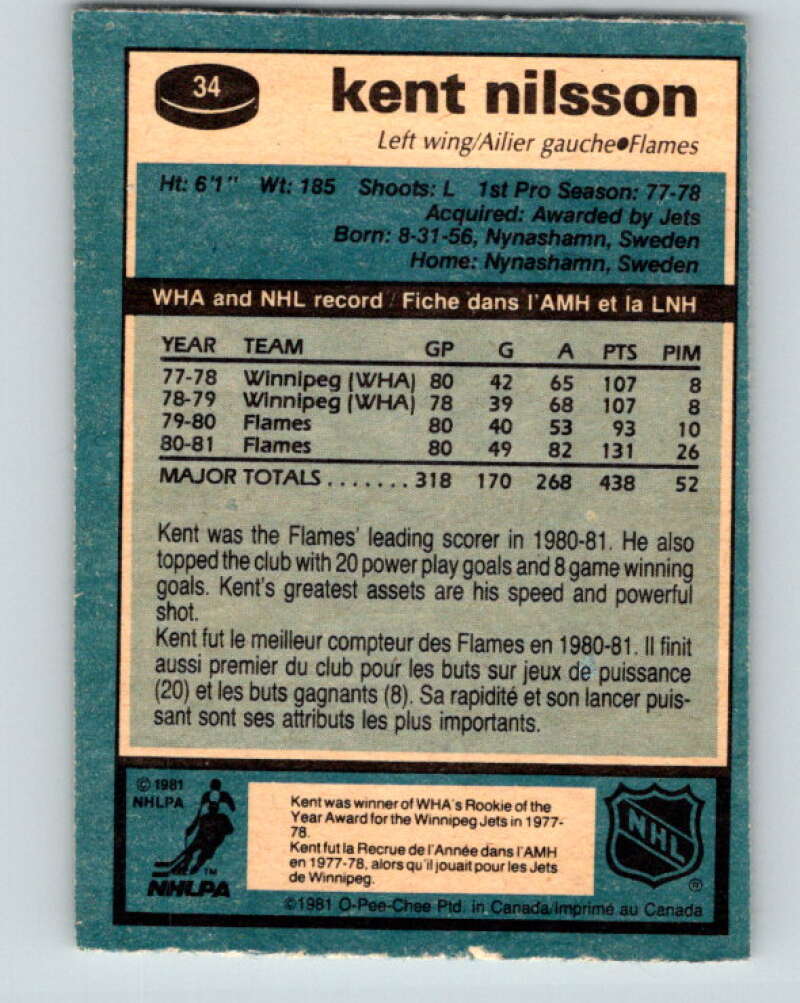 34
kent nilsson
Left wing/Ailier gauche●Flames
Ht: 6'1" Wt: 185 Shoots: L 1st Pro Season: 77-78
Acquired: Awarded by Jets
Born: 8-31-56, Nynashamn, Sweden
Home: Nynashamn, Sweden
WHA and NHL record / Fiche dans l'AMH et la LNH
YEAR TEAM GP G A PTS PIM
77-78 Winnipeg (WHA) 80 42 65 107 8
78-79 Winnipeg (WHA) 78 39 68 107 8
79-80 Flames 80 40 53 93 10
80-81 Flames 80 49 82 131 26
MAJOR TOTALS ....... 318 170 268 438 52
Kent was the Flames' leading scorer in 1980-81. He also
topped the club with 20 power play goals and 8 game winning
goals. Kent's greatest assets are his speed and powerful
shot.
Kent fut le meilleur compteur des Flames en 1980-81. Il finit
aussi premier du club pour les buts sur jeux de puissance
(20) et les buts gagnants (8). Sa rapidité et son lancer puis-
sant sont ses attributs les plus importants.
© 1981
NHLPA
TM
NHLPA
Kent was winner of WHA's Rookie of the
Year Award for the Winnipeg Jets in 1977-
78.
Kent fut la Recrue de l'Année dans l'AMH
en 1977-78, alors qu'il jouait pour les Jets
de Winnipeg.
NHL
®
©1981 O-Pee-Chee Ptd. in Canada/Imprimé au Canada